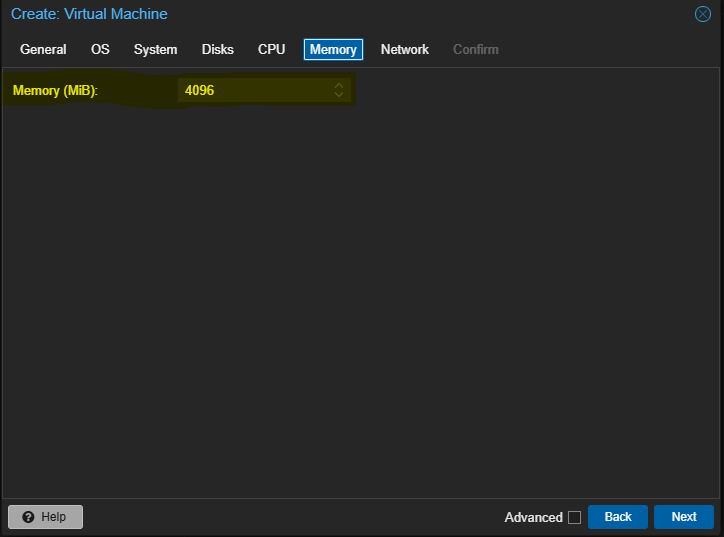 Create: Virtual Machine
General OS System Disks CPU Memory Network Confirm
Memory (MiB): 4096
Help Advanced Back Next